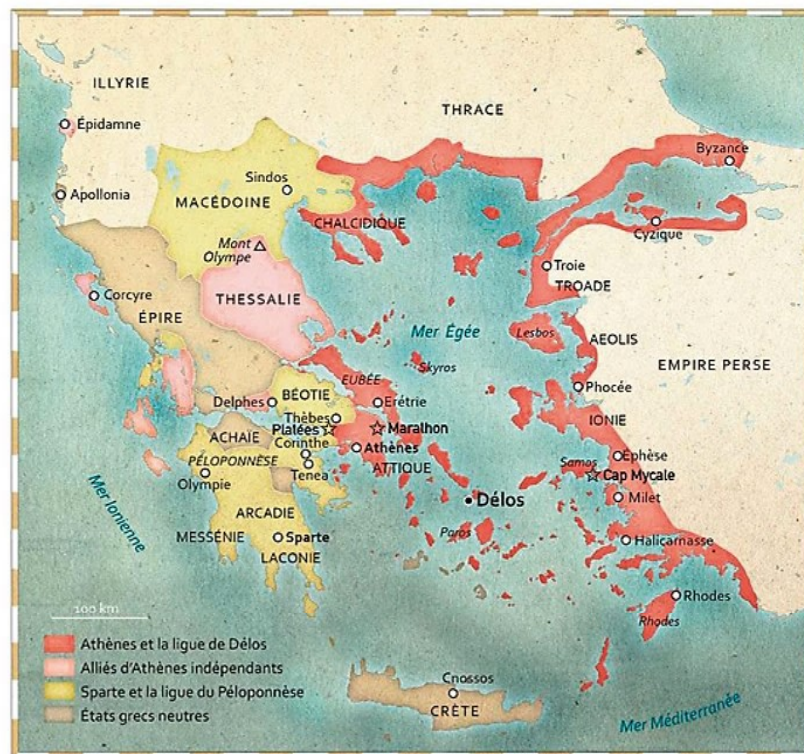 ILLYRIE
THRACE
Épidamne
Byzance
Sindos
Apollonia
MACÉDOINE
CHALCIDIQUE
Cyzique
Mont
Olympe
Troie
TROADE
Corcyre
THESSALIE
ÉPIRE
Mer Égée
Lesbos
AEOLIS
Skyros
EMPIRE PERSE
EUBÉE
Phocée
BÉOTIE
Delphes
Erétrie
Thèbes
IONIE
Platées
Maralhon
ACHAÏE
Corinthe
Athènes
Éphèse
PÉLOPONNÈSE
ATTIQUE
Samos
Cap Mycale
Olympie
Tenea
Milet
Délos
Mer Ionienne
ARCADIE
Paros
MESSÉNIE
Sparte
Halicarnasse
LACONIE
Rhodes
100 km
Rhodes
Athènes et la ligue de Délos
Alliés d'Athènes indépendants
Sparte et la ligue du Péloponnèse
États grecs neutres
Cnossos
CRÈTE
Mer Méditerranée